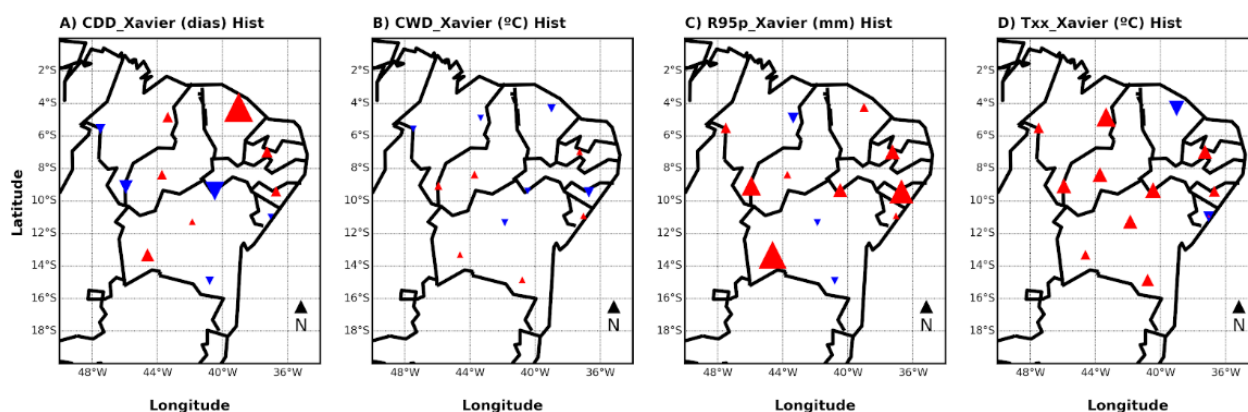 A) CDD_Xavier (dias) Hist
B) CWD_Xavier (ºC) Hist
C) R95p_Xavier (mm) Hist
D) Txx_Xavier (ºC) Hist
Latitude
2°S
4°S
6°S
8°S
10°S
12°S
14°S
16°S
18°S
N
48°W 44°W 40°W 36°W
Longitude
2°S
4°S
6°S
8°S
10°S
12°S
14°S
16°S
18°S
N
48°W 44°W 40°W 36°W
Longitude
2°S
4°S
6°S
8°S
10°S
12°S
14°S
16°S
18°S
N
48°W 44°W 40°W 36°W
Longitude
2°S
4°S
6°S
8°S
10°S
12°S
14°S
16°S
18°S
N
48°W 44°W 40°W 36°W
Longitude